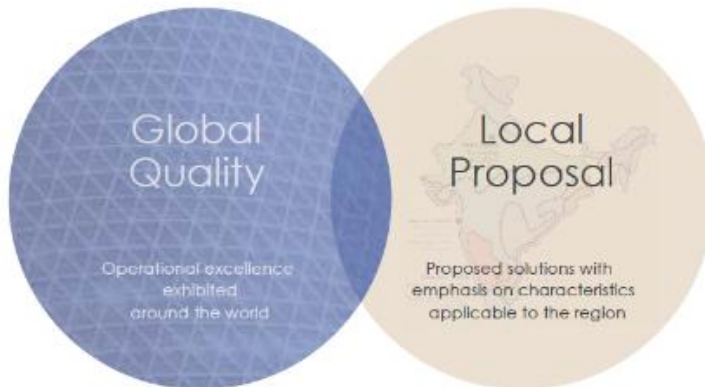 Global
Quality
Operational excellence
exhibited
around the world
Local
Proposal
Proposed solutions with
emphasis on characteristics
applicable to the region